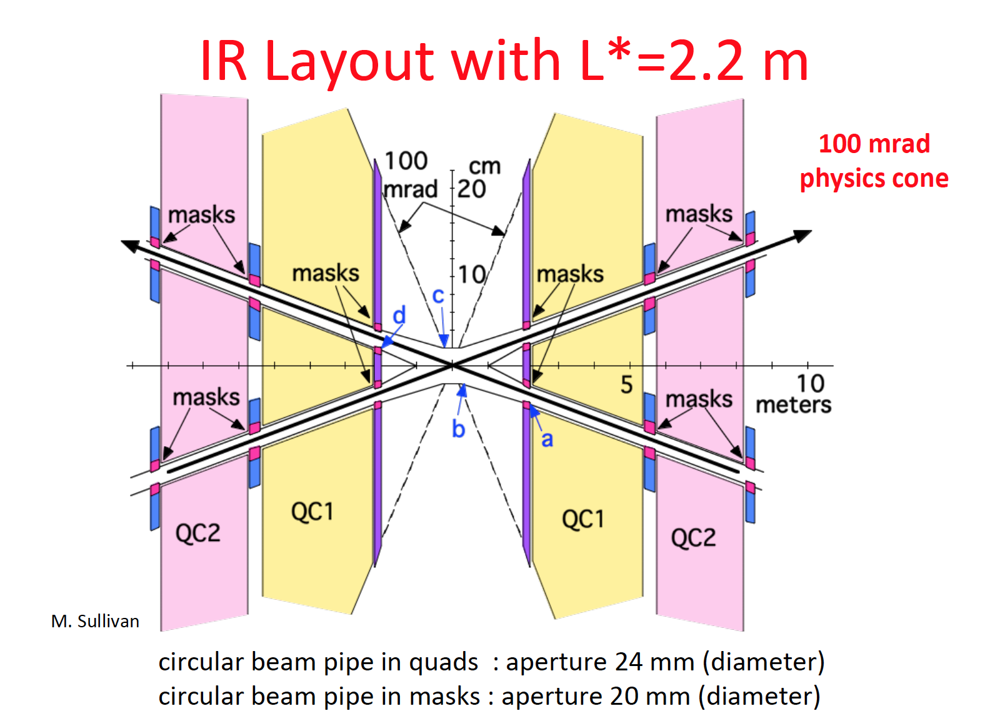 IR Layout with L*=2.2 m
100 mrad
physics cone
100
mrad
cm
20
10
masks
masks
masks
masks
c
d
5
10
meters
masks
masks
b
a
QC1
QC1
QC2
QC2
M. Sullivan
circular beam pipe in quads : aperture 24 mm (diameter)
circular beam pipe in masks : aperture 20 mm (diameter)